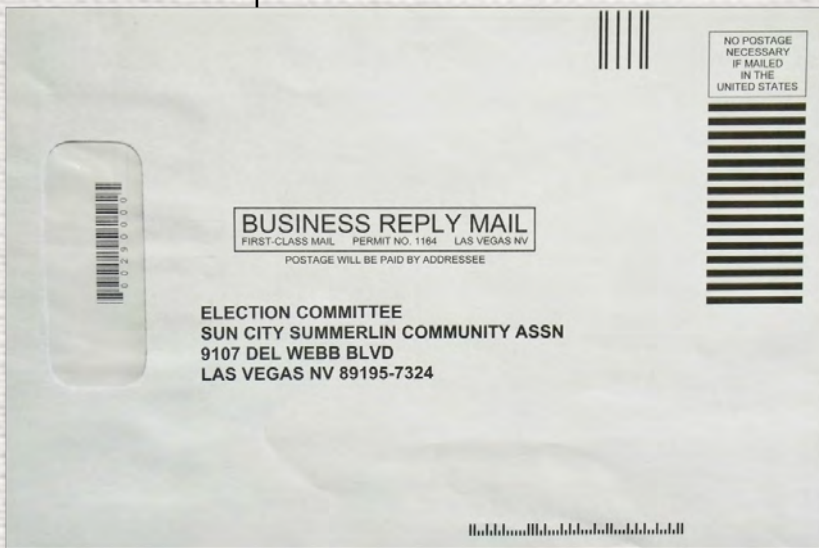 NO POSTAGE
NECESSARY
IF MAILED
IN THE
UNITED STATES
BUSINESS REPLY MAIL
FIRST-CLASS MAIL PERMIT NO. 1164 LAS VEGAS NV
POSTAGE WILL BE PAID BY ADDRESSEE
ELECTION COMMITTEE
SUN CITY SUMMERLIN COMMUNITY ASSN
9107 DEL WEBB BLVD
LAS VEGAS NV 89195-7324
00290000